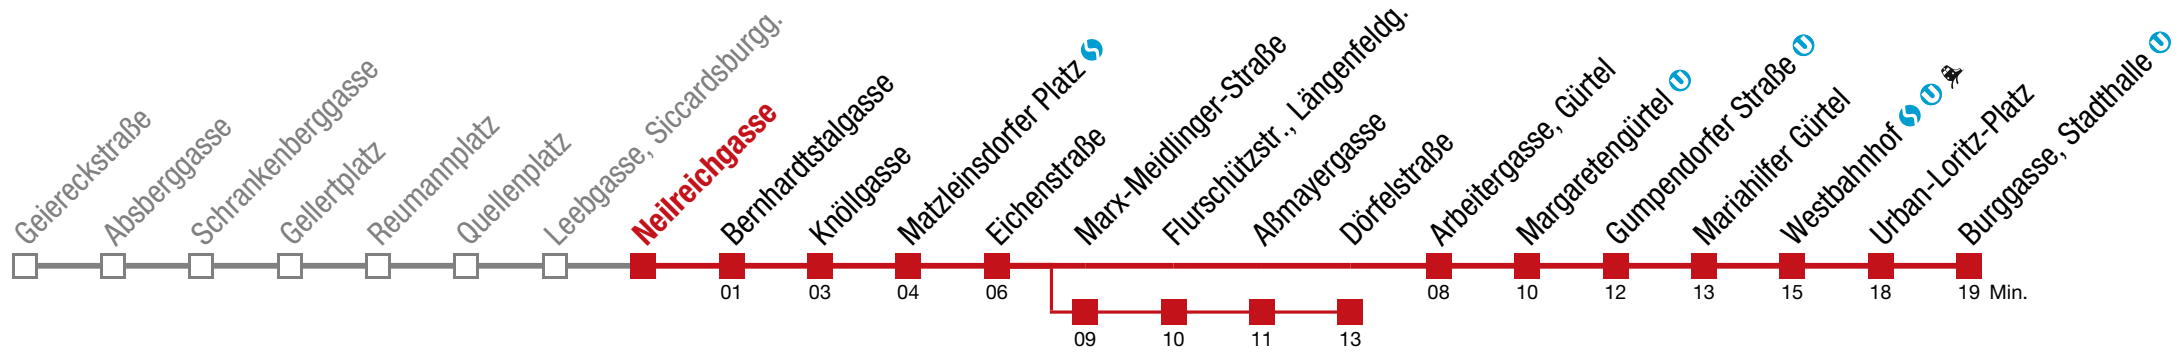 Geiereckstraße
Absberggasse
Schrankenberggasse
Gellertplatz
Reumannplatz
Quellenplatz
Leebgasse, Siccardsburgg.
Neilreichgasse
Bernhardtstalgasse
Knöllgasse
Matzleinsdorfer Platz
Eichenstraße
Marx-Meidlinger-Straße
Flurschützstr., Längenfeldg.
Aßmayergasse
Dörfelstraße
Arbeitergasse, Gürtel
Margaretengürtel U
Gumpendorfer Straße U
Mariahilfer Gürtel
Westbahnhof U
Urban-Loritz-Platz
Burggasse, Stadthalle U
01 03 04 06 08 10 12 13 15 18 19 Min.
09 10 11 13